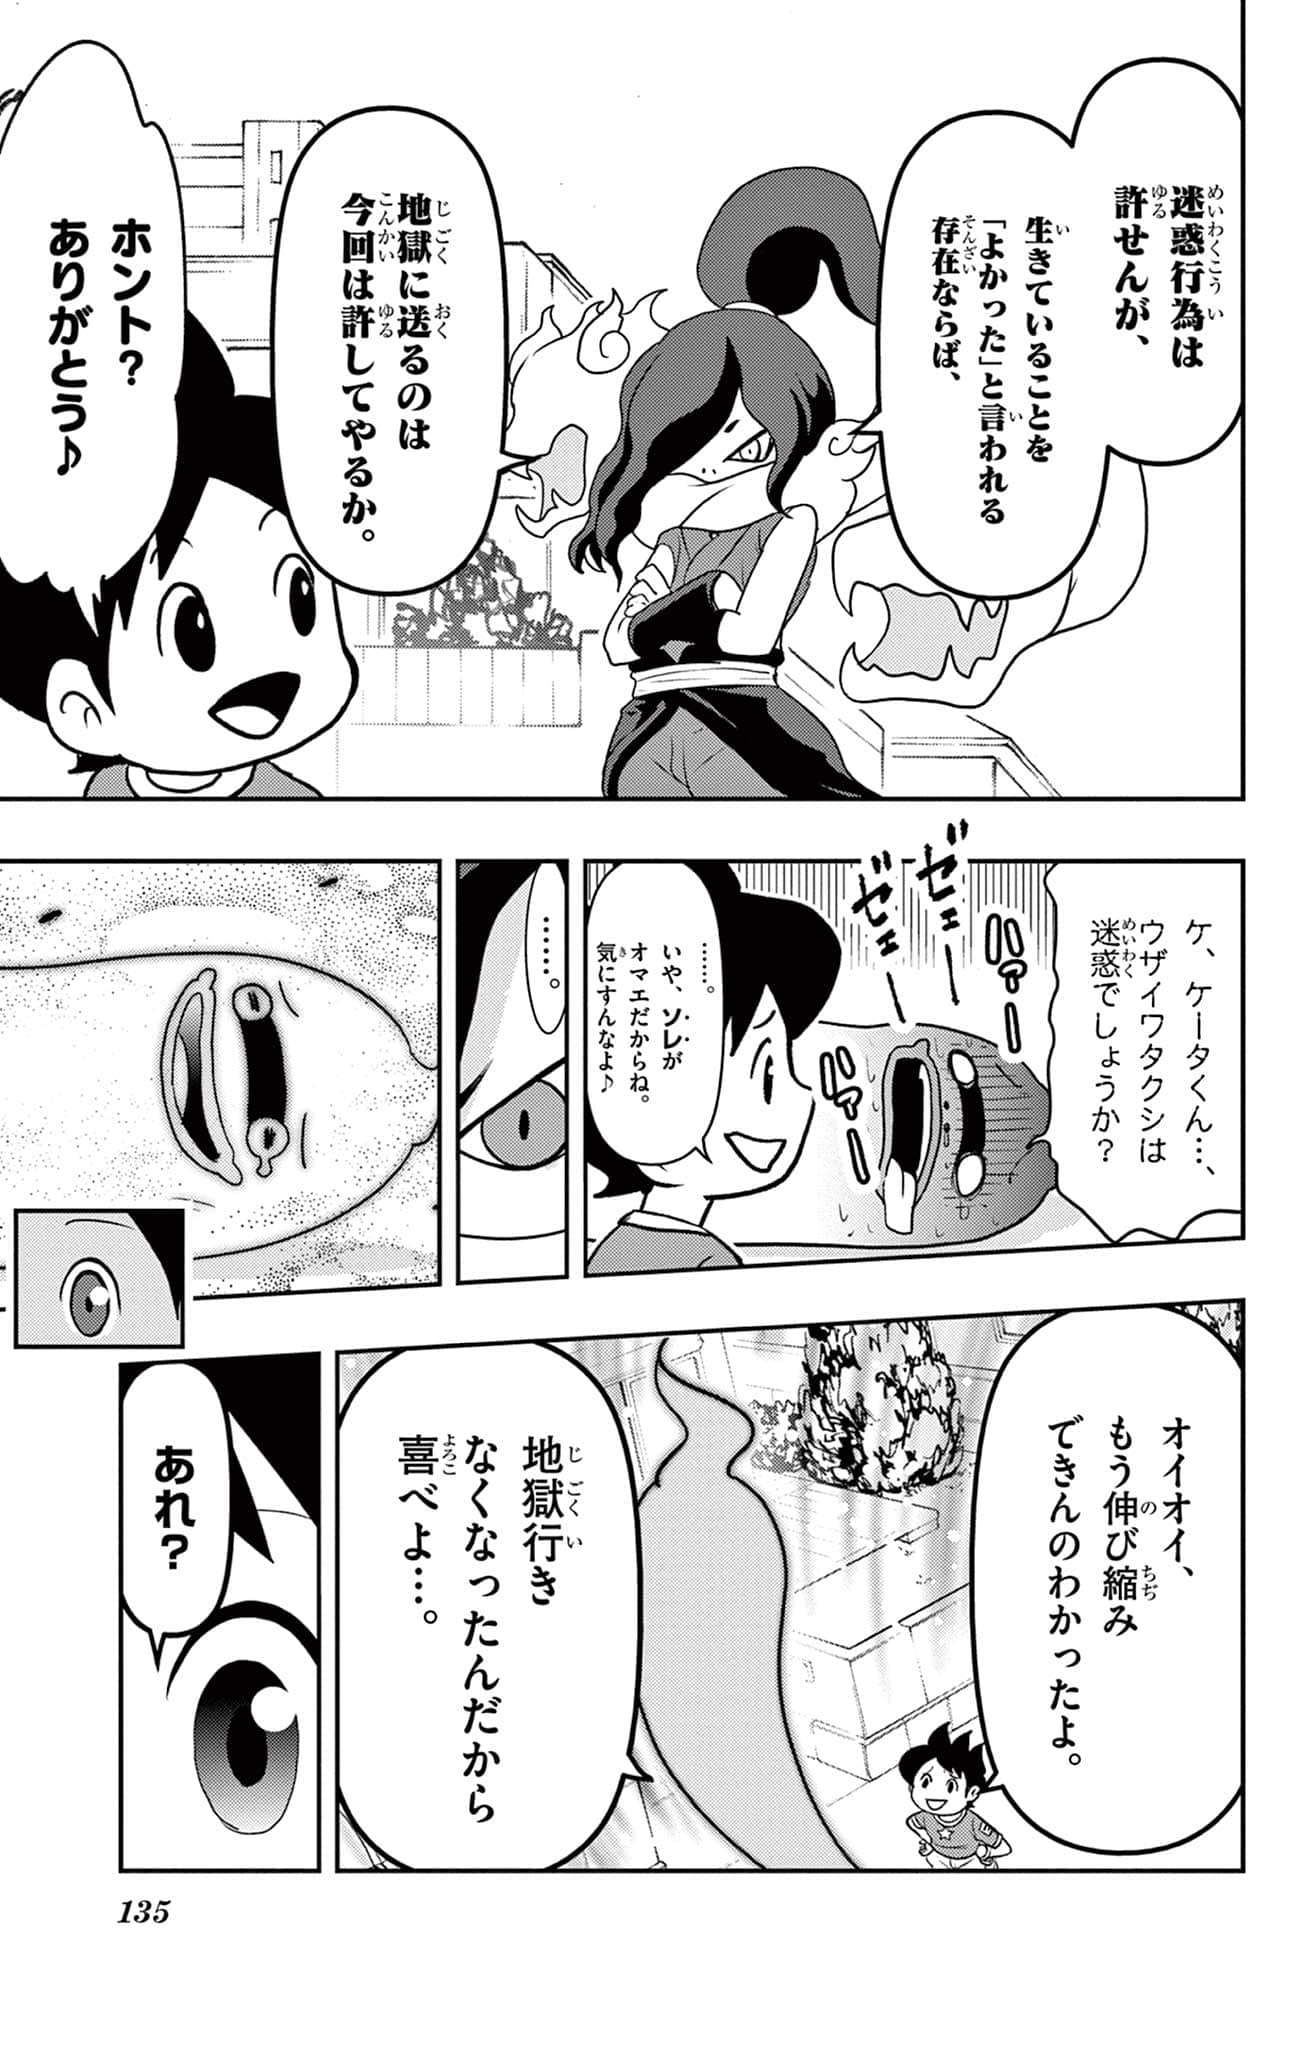 迷惑行為は
許せんが、
生きていることを
「よかった」と言われる
存在ならば、
地獄に送るのは
今回は許してやるか。
ホント?
ありがとう♪
ケ、ケータくん…、
ウザイワタクシは
迷惑でしょうか?
ゼェー
ゼェー
ハァー
ハァー
……。
いや、ソレが
オマエだからね。
気にすんなよ♪
……。
オイオイ、
もう伸び縮み
できんのわかったよ。
地獄行き
なくなったんだから
喜べよ…。
あれ?
135